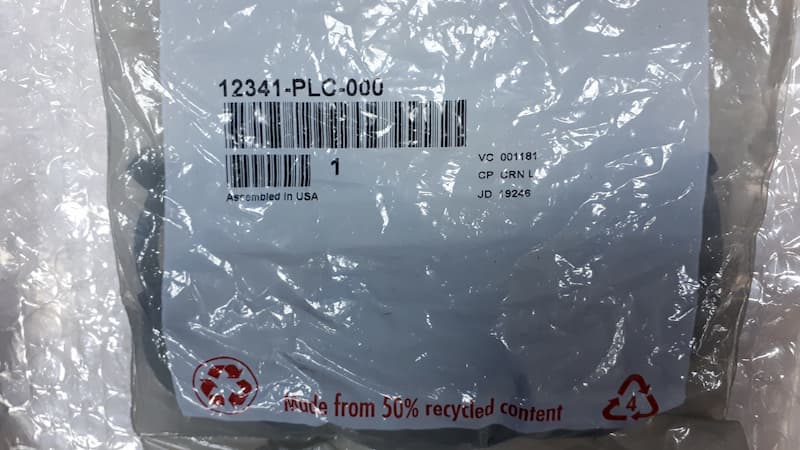 12341-PLC-000
1
VC 001181
CP CRN L
Assembled in USA
JD 19246
Made from 50% recycled content
4